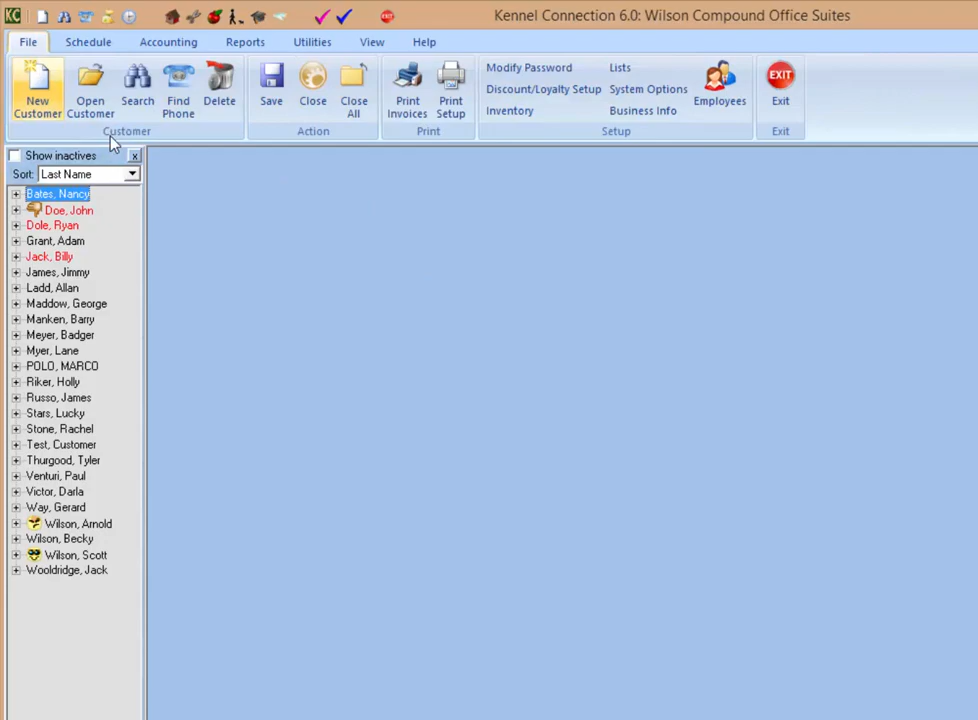 KC
Kennel Connection 6.0: Wilson Compound Office Suites
EXIT
File Schedule Accounting Reports Utilities View Help
New Customer
Open Customer
Search
Find Phone
Delete
Customer
Save
Close
Close All
Action
Print Invoices
Print Setup
Print
Modify Password
Discount/Loyalty Setup
Inventory
Lists
System Options
Business Info
Employees
Setup
EXIT
Exit
Exit
Show inactives x
Sort: Last Name
Bates, Nancy
Doe, John
Dole, Ryan
Grant, Adam
Jack, Billy
James, Jimmy
Ladd, Allan
Maddow, George
Manken, Barry
Meyer, Badger
Myer, Lane
POLO, MARCO
Riker, Holly
Russo, James
Stars, Lucky
Stone, Rachel
Test, Customer
Thurgood, Tyler
Venturi, Paul
Victor, Darla
Way, Gerard
Wilson, Arnold
Wilson, Becky
Wilson, Scott
Wooldridge, Jack